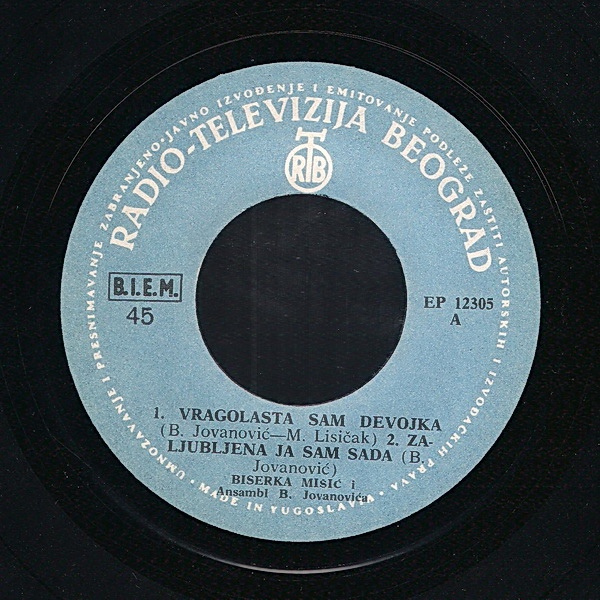 UMNOŽAVANJE I PRESNIMAVANJE ZABRANJENO-JAVNO IZVOĐENJE I EMITOVANJE PODLEŽE ZAŠTITI AUTORSKIH I IZVOĐAČKIH PRAVA
RADIO-TELEVIZIJA BEOGRAD
RTB
B.I.E.M.
45
EP 12305
A
1. VRAGOLASTA SAM DEVOJKA
(B. Jovanović—M. Lisičak) 2. ZA-
LJUBLJENA JA SAM SADA (B.
Jovanović)
BISERKA MISIĆ i
Ansambl B. Jovanovića
• MADE IN YUGOSLAVIA •